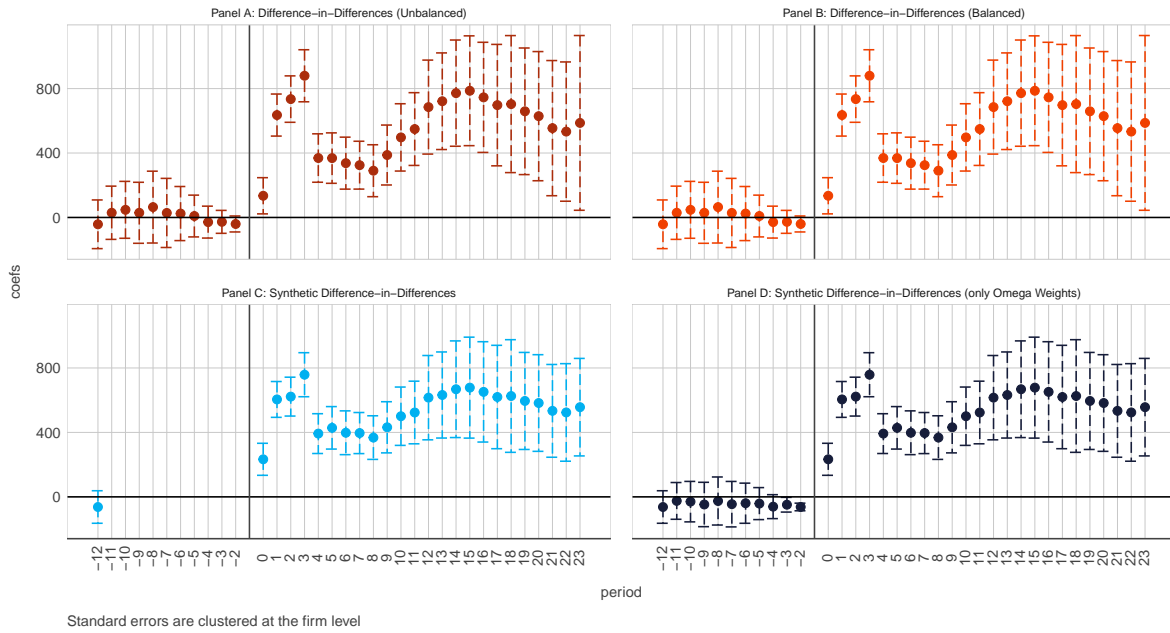 Panel A: Difference−in−Differences (Unbalanced)
Panel B: Difference−in−Differences (Balanced)
800
400
0
coefs
Panel C: Synthetic Difference−in−Differences
Panel D: Synthetic Difference−in−Differences (only Omega Weights)
800
400
0
−12 −11 −10 −9 −8 −7 −6 −5 −4 −3 −2 0 1 2 3 4 5 6 7 8 9 10 11 12 13 14 15 16 17 18 19 20 21 22 23
−12 −11 −10 −9 −8 −7 −6 −5 −4 −3 −2 0 1 2 3 4 5 6 7 8 9 10 11 12 13 14 15 16 17 18 19 20 21 22 23
period
Standard errors are clustered at the firm level